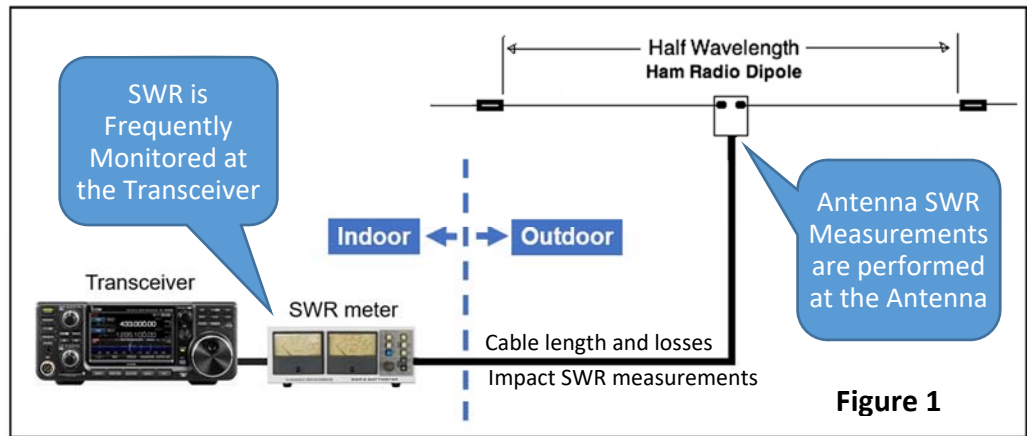 Half Wavelength
Ham Radio Dipole
SWR is
Frequently
Monitored at
the Transceiver
Antenna SWR
Measurements
are performed
at the Antenna
Indoor
Outdoor
Transceiver
SWR meter
433.000.00
Cable length and losses
Impact SWR measurements
Figure 1